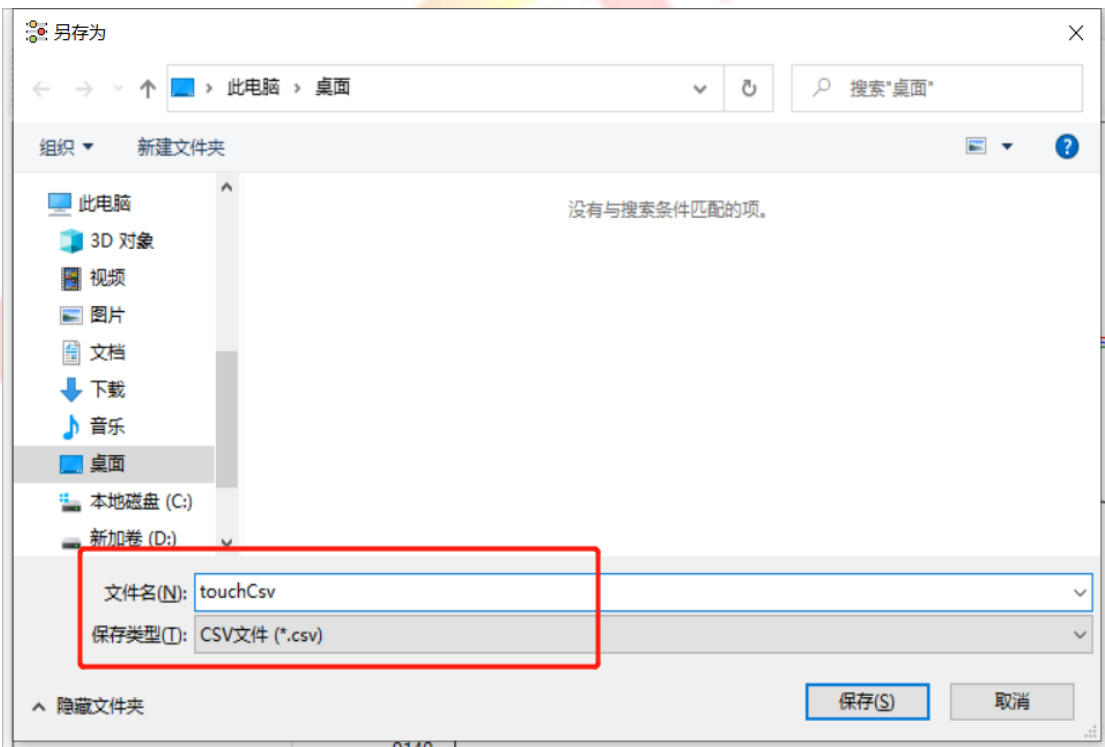 另存为
此电脑 › 桌面
搜索"桌面"
组织
新建文件夹
此电脑
3D 对象
视频
图片
文档
下载
音乐
桌面
本地磁盘 (C:)
新加卷 (D:)
没有与搜索条件匹配的项。
文件名(N): touchCsv
保存类型(T): CSV文件 (*.csv)
隐藏文件夹
保存(S)
取消